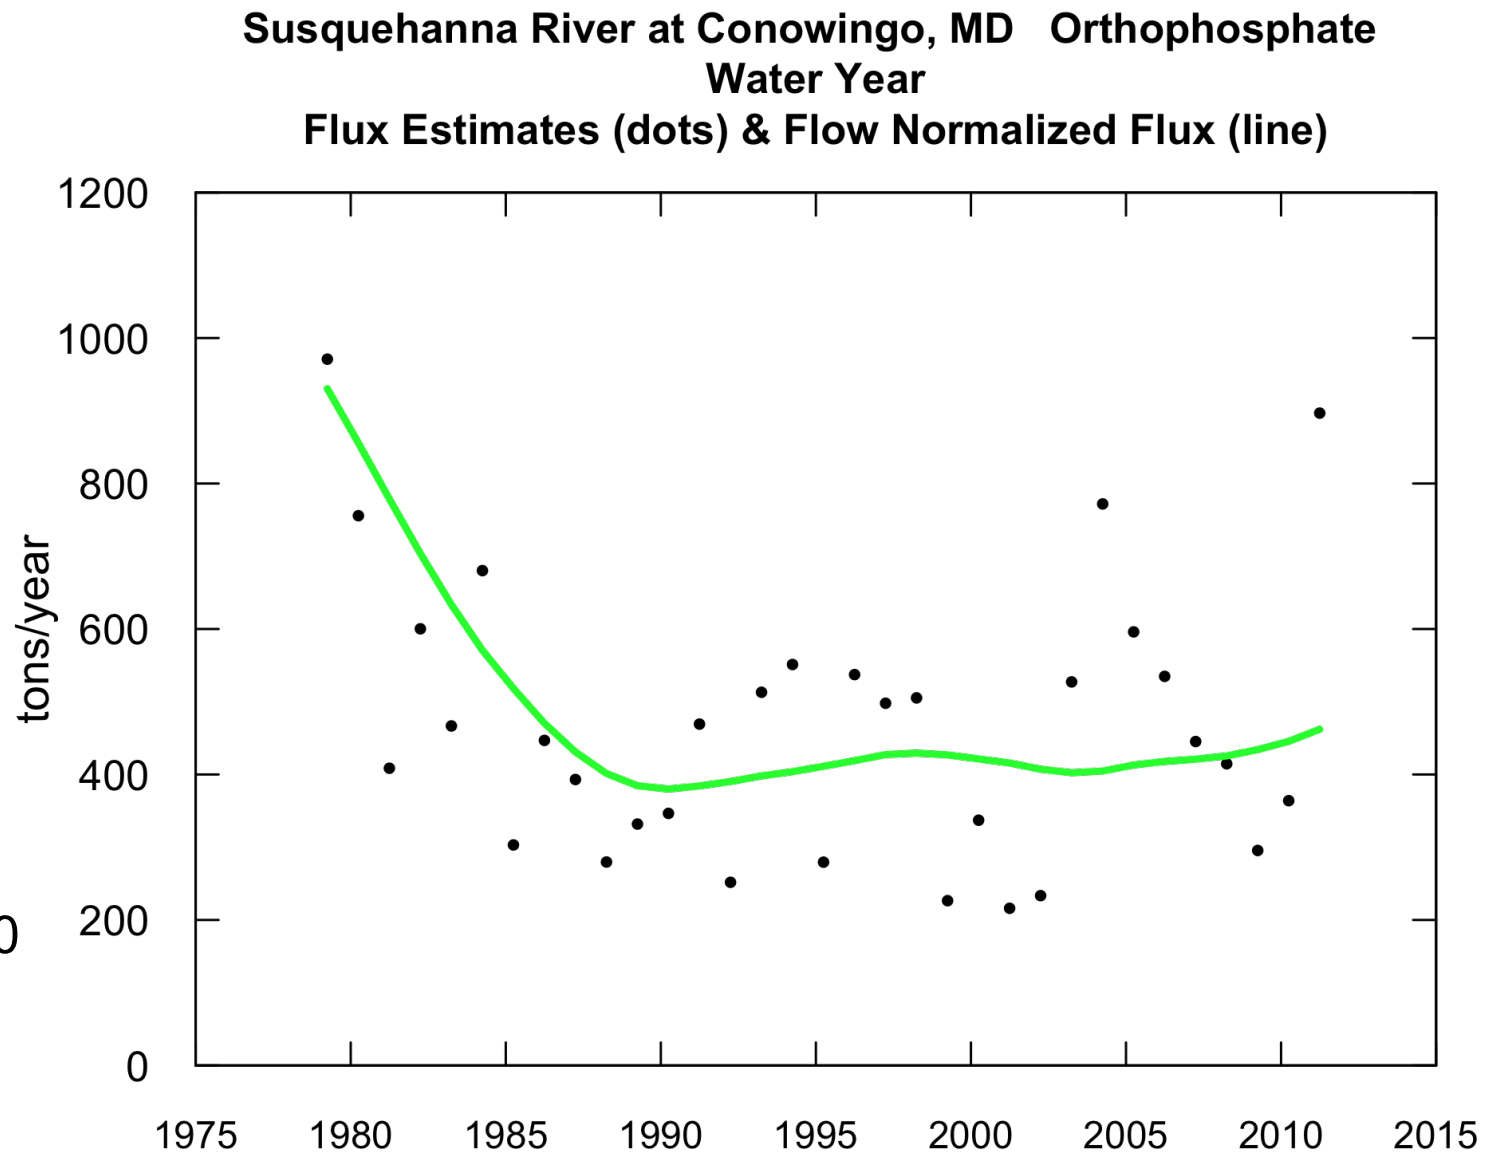 Susquehanna River at Conowingo, MD Orthophosphate
Water Year
Flux Estimates (dots) & Flow Normalized Flux (line)
1200
1000
800
600
400
200
0
tons/year
0
1975 1980 1985 1990 1995 2000 2005 2010 2015